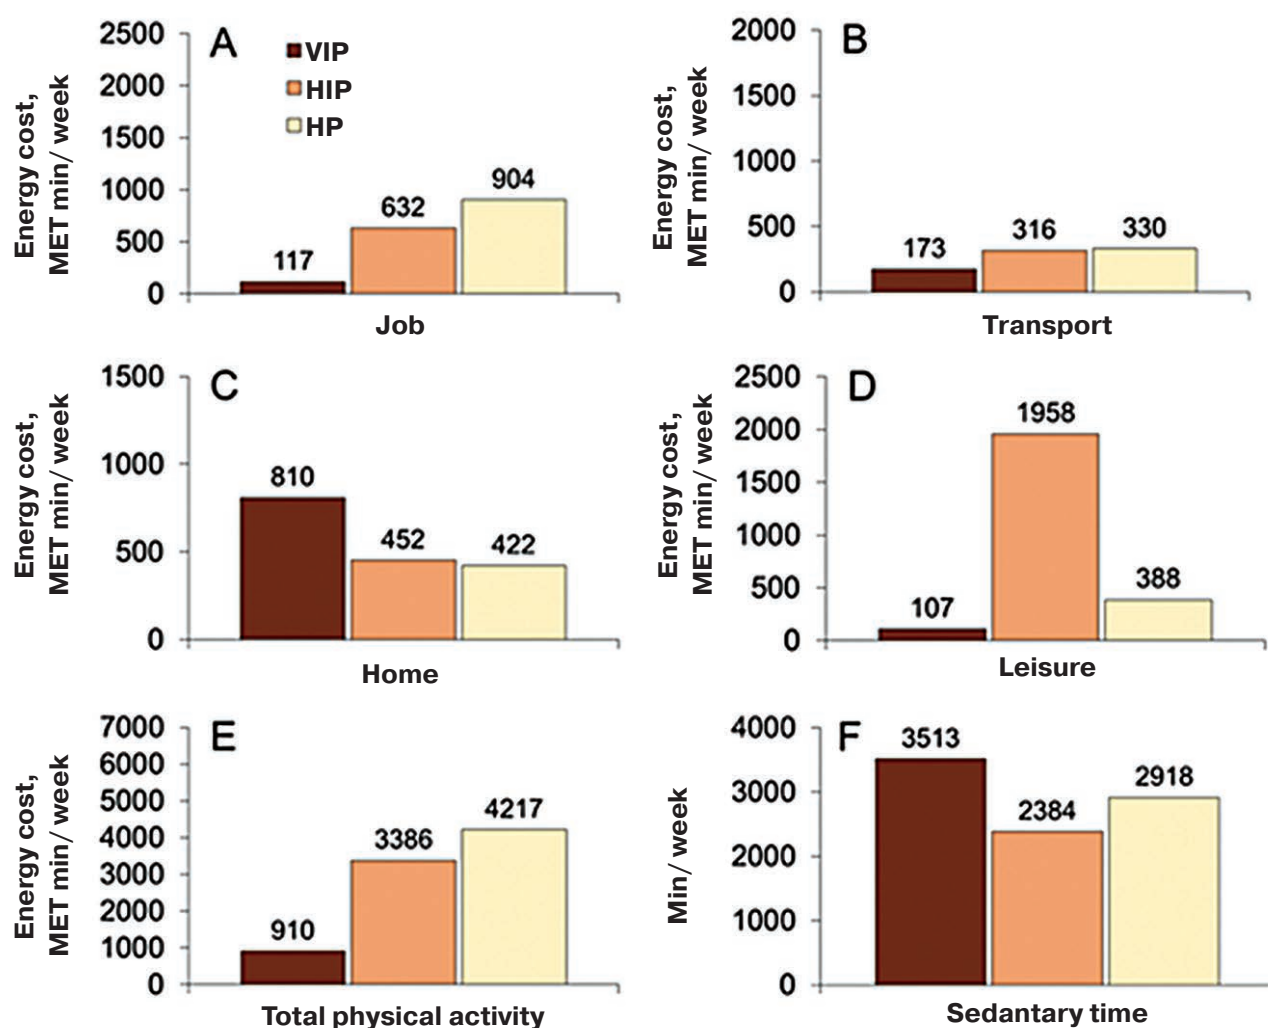 A
Energy cost,
MET min/ week
2500
2000
1500
1000
500
0
VIP
HIP
HP
117
632
904
Job
B
Energy cost,
MET min/ week
2000
1500
1000
500
0
173
316
330
Transport
C
Energy cost,
MET min/ week
1500
1000
500
0
810
452
422
Home
D
Energy cost,
MET min/ week
2500
2000
1500
1000
500
0
107
1958
388
Leisure
E
Energy cost,
MET min/ week
7000
6000
5000
4000
3000
2000
1000
0
910
3386
4217
Total physical activity
F
Min/ week
4000
3000
2000
1000
0
3513
2384
2918
Sedantary time